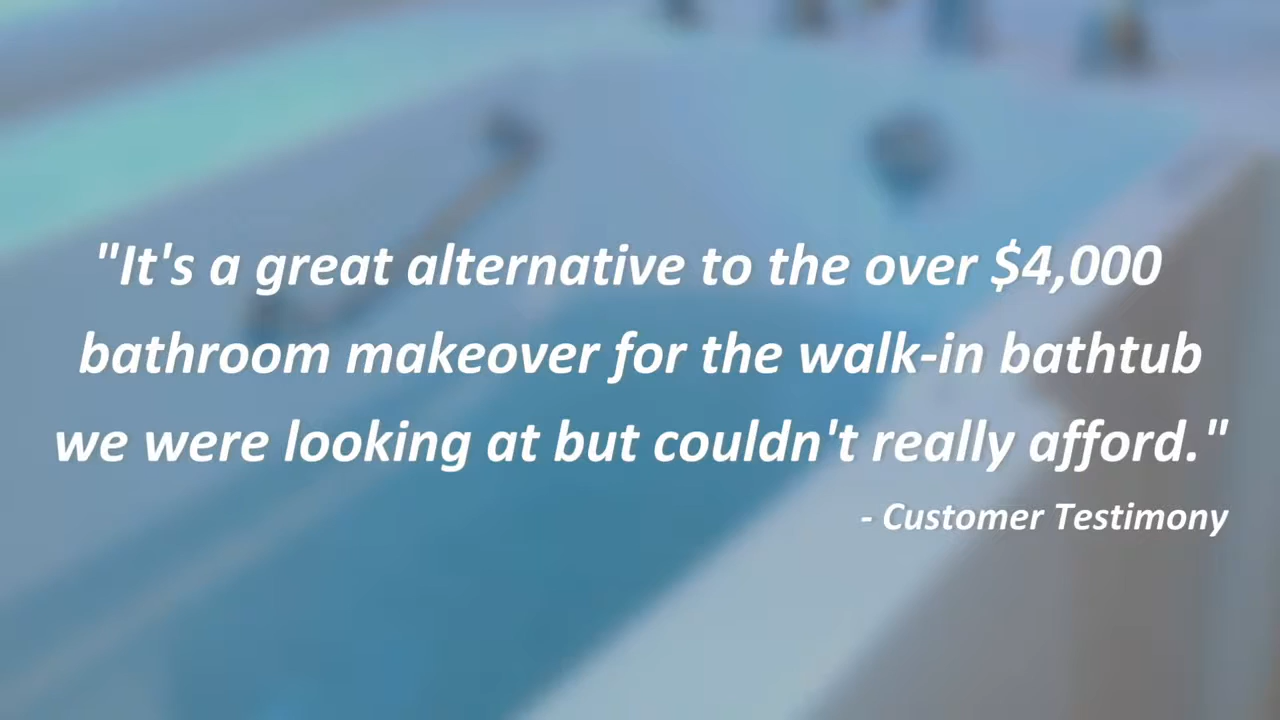 "It's a great alternative to the over $4,000
bathroom makeover for the walk-in bathtub
we were looking at but couldn't really afford."
- Customer Testimony